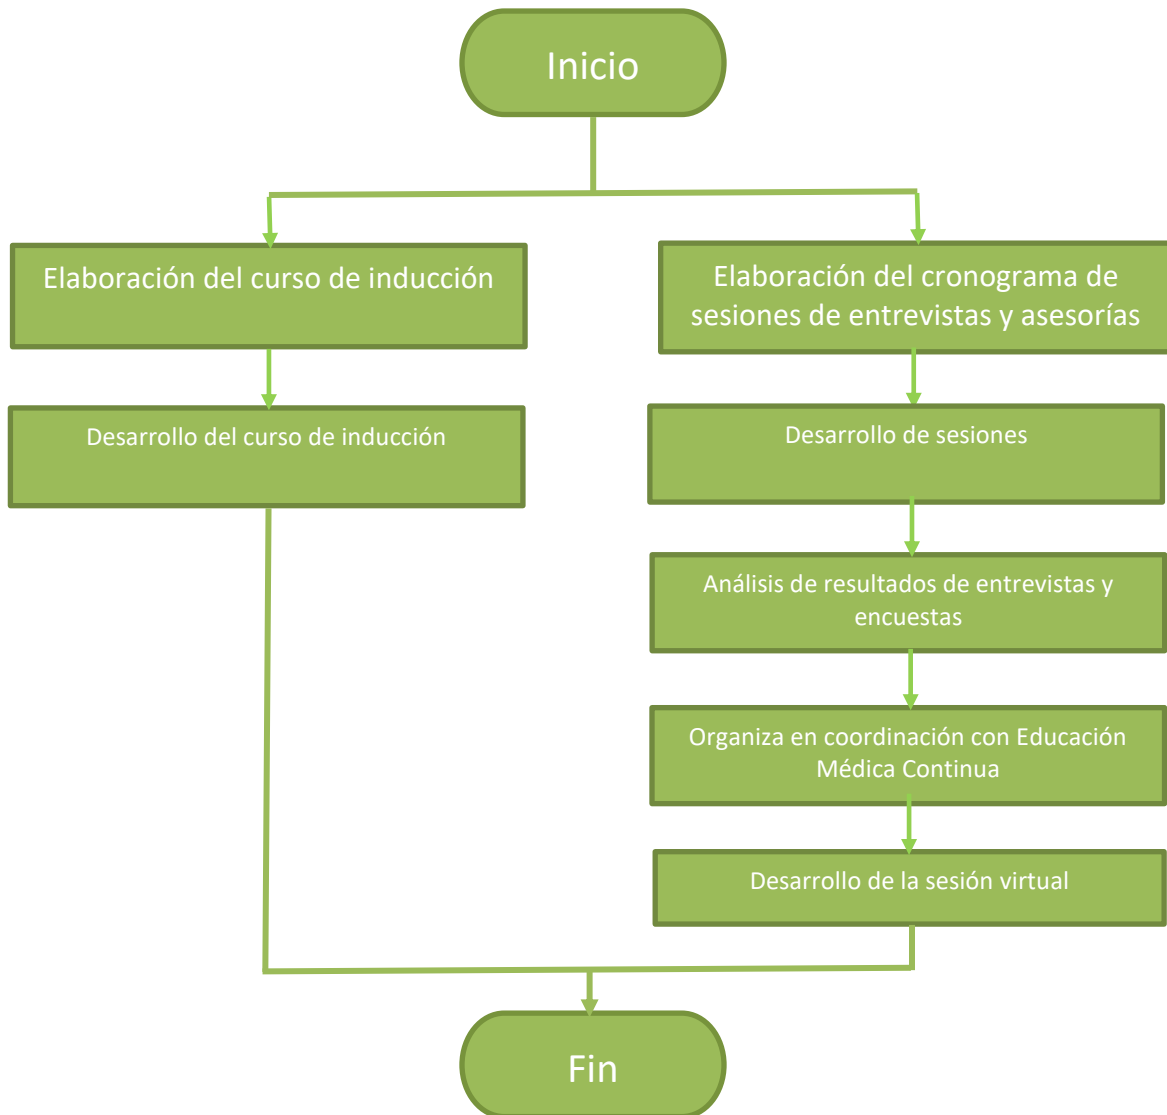 Inicio
Elaboración del curso de inducción
Elaboración del cronograma de
sesiones de entrevistas y asesorías
Desarrollo del curso de inducción
Desarrollo de sesiones
Análisis de resultados de entrevistas y
encuestas
Organiza en coordinación con Educación
Médica Continua
Desarrollo de la sesión virtual
Fin